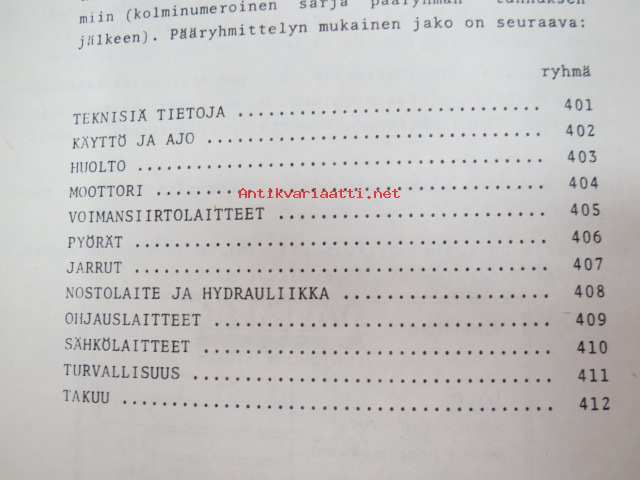 miin (kolminumeroinen sarja pääryhmän tunnuksen
jälkeen). Pääryhmittelyn mukainen jako on seuraava:
ryhmä
TEKNISIÄ TIETOJA ............................... 401
KÄYTTÖ JA AJO .................................. 402
HUOLTO ......................................... 403
MOOTTORI ....................................... 404
Antikvariaatti.net
VOIMANSIIRTOLAITTEET ........................... 405
PYÖRÄT ......................................... 406
JARRUT ......................................... 407
NOSTOLAITE JA HYDRAULIIKKA ..................... 408
OHJAUSLAITTEET ................................. 409
SÄHKÖLAITTEET .................................. 410
TURVALLISUUS ................................... 411
TAKUU .......................................... 412